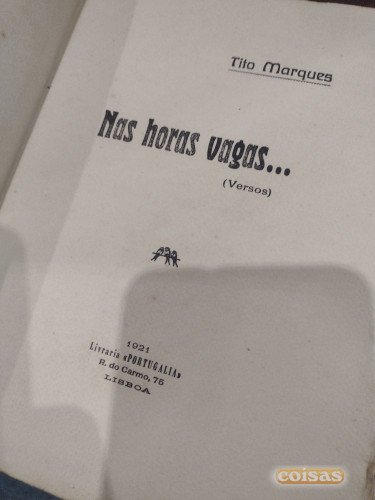 Tito Marques
Nas horas vagas...
(Versos)
1921
Livraria «PORTUGALIA»
R. do Carmo, 75
LISBOA
coisas